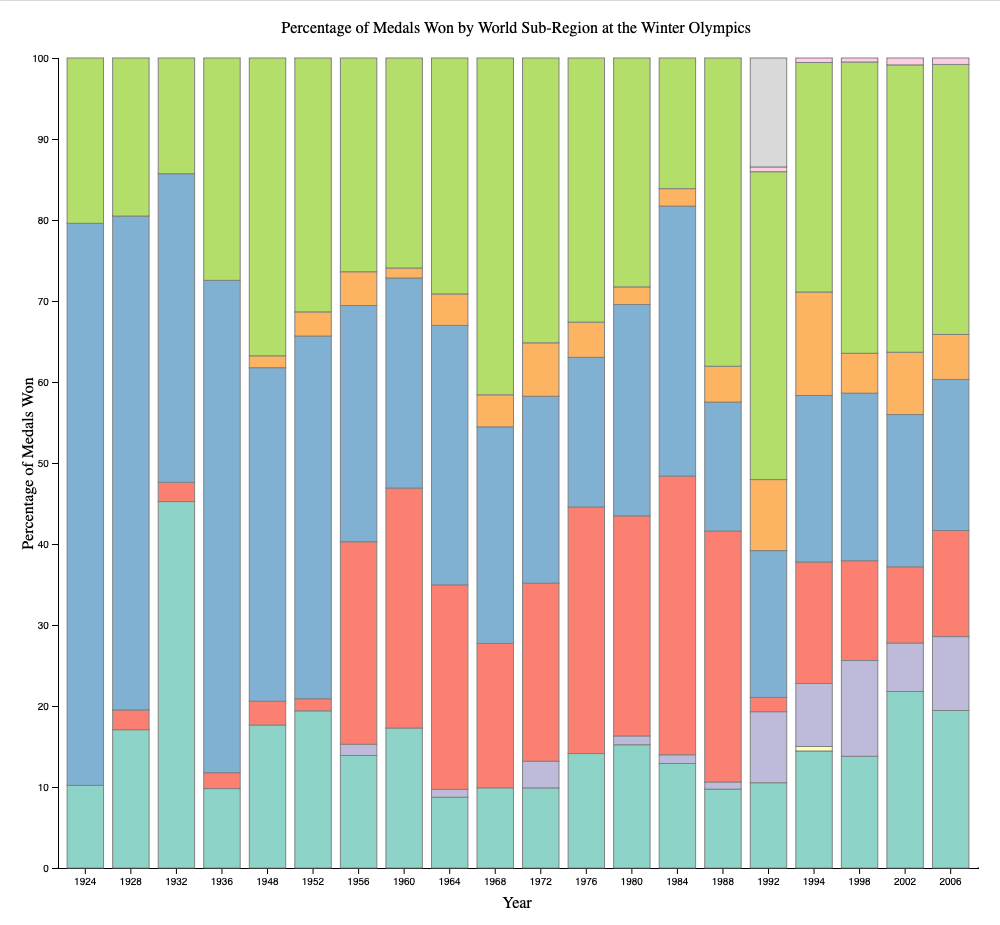 Percentage of Medals Won by World Sub-Region at the Winter Olympics
100
90
80
70
60
50
40
30
20
10
0
Percentage of Medals Won
1924 1928 1932 1936 1948 1952 1956 1960 1964 1968 1972 1976 1980 1984 1988 1992 1994 1998 2002 2006
Year